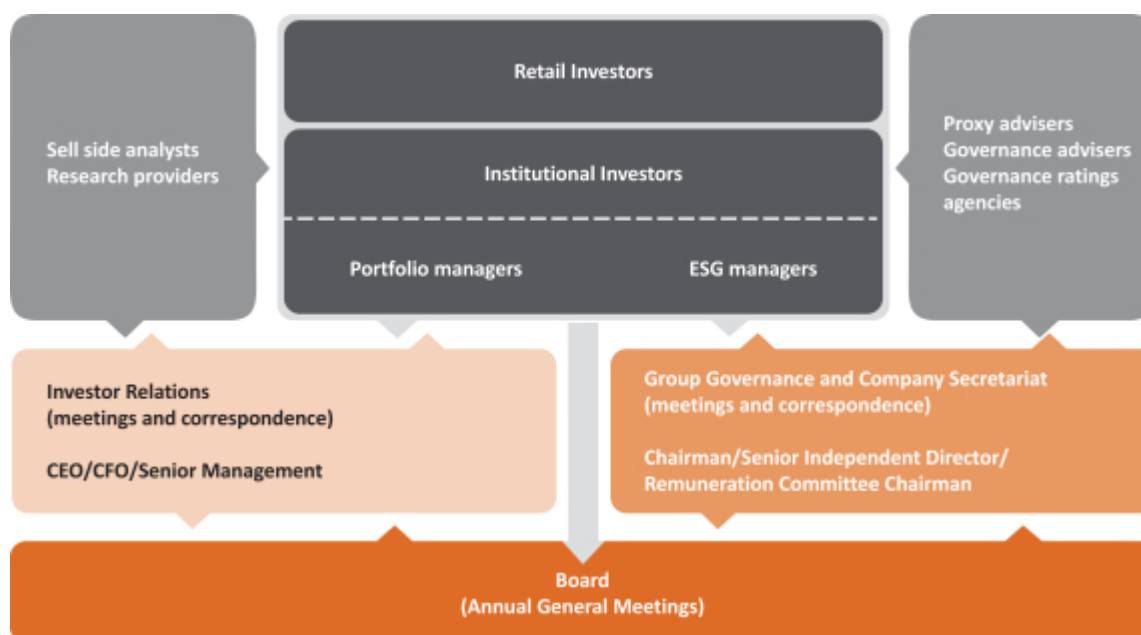 Retail Investors
Sell side analysts
Research providers
Institutional Investors
Portfolio managers
ESG managers
Proxy advisers
Governance advisers
Governance ratings
agencies
Investor Relations
(meetings and correspondence)
CEO/CFO/Senior Management
Group Governance and Company Secretariat
(meetings and correspondence)
Chairman/Senior Independent Director/
Remuneration Committee Chairman
Board
(Annual General Meetings)